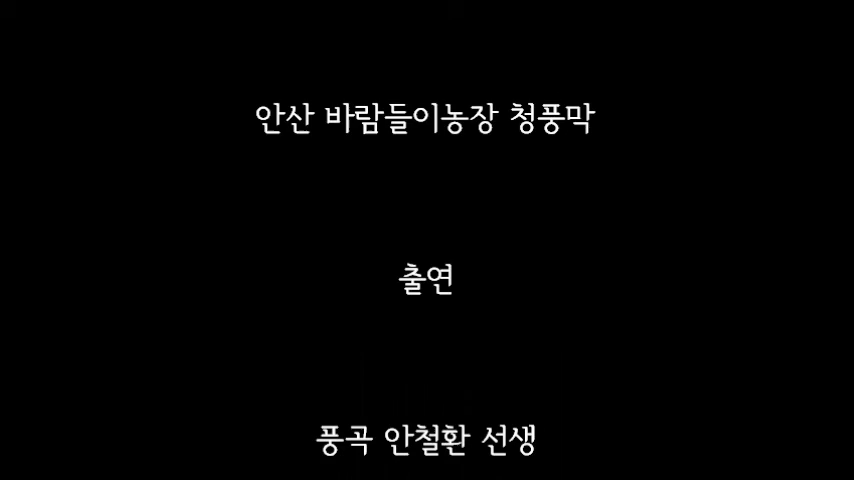 안산 바람들이농장 청풍막
출연
풍곡 안철환 선생